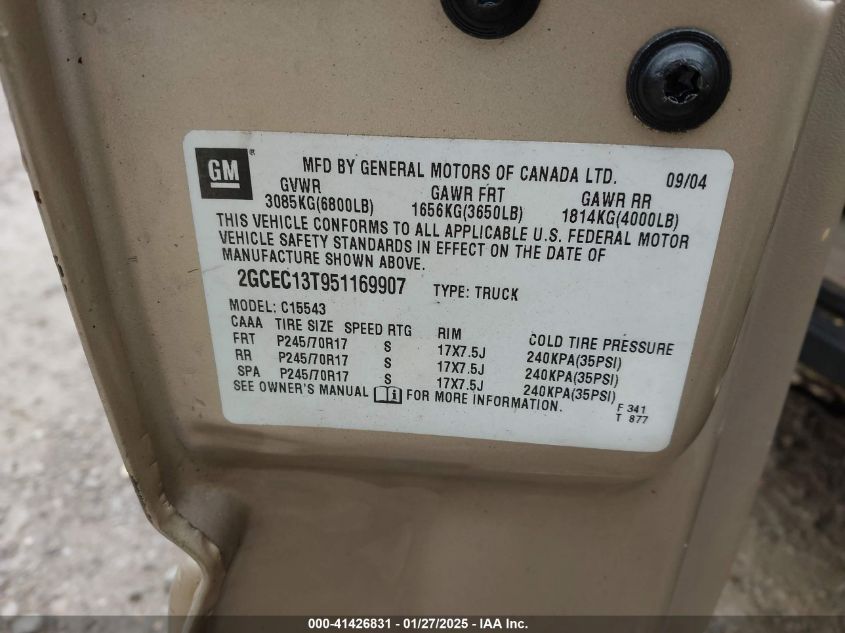 GM ® MFD BY GENERAL MOTORS OF CANADA LTD. 09/04
GVWR GAWR FRT GAWR RR
3085KG(6800LB) 1656KG(3650LB) 1814KG(4000LB)
THIS VEHICLE CONFORMS TO ALL APPLICABLE U.S. FEDERAL MOTOR
VEHICLE SAFETY STANDARDS IN EFFECT ON THE DATE OF
MANUFACTURE SHOWN ABOVE.
2GCEC13T951169907 TYPE: TRUCK
MODEL: C15543
CAAA TIRE SIZE SPEED RTG RIM COLD TIRE PRESSURE
FRT P245/70R17 S 17X7.5J 240KPA(35PSI)
RR P245/70R17 S 17X7.5J 240KPA(35PSI)
SPA P245/70R17 S 17X7.5J 240KPA(35PSI)
SEE OWNER'S MANUAL FOR MORE INFORMATION.
F 341
T 877
000-41426831 - 01/27/2025 - IAA Inc.